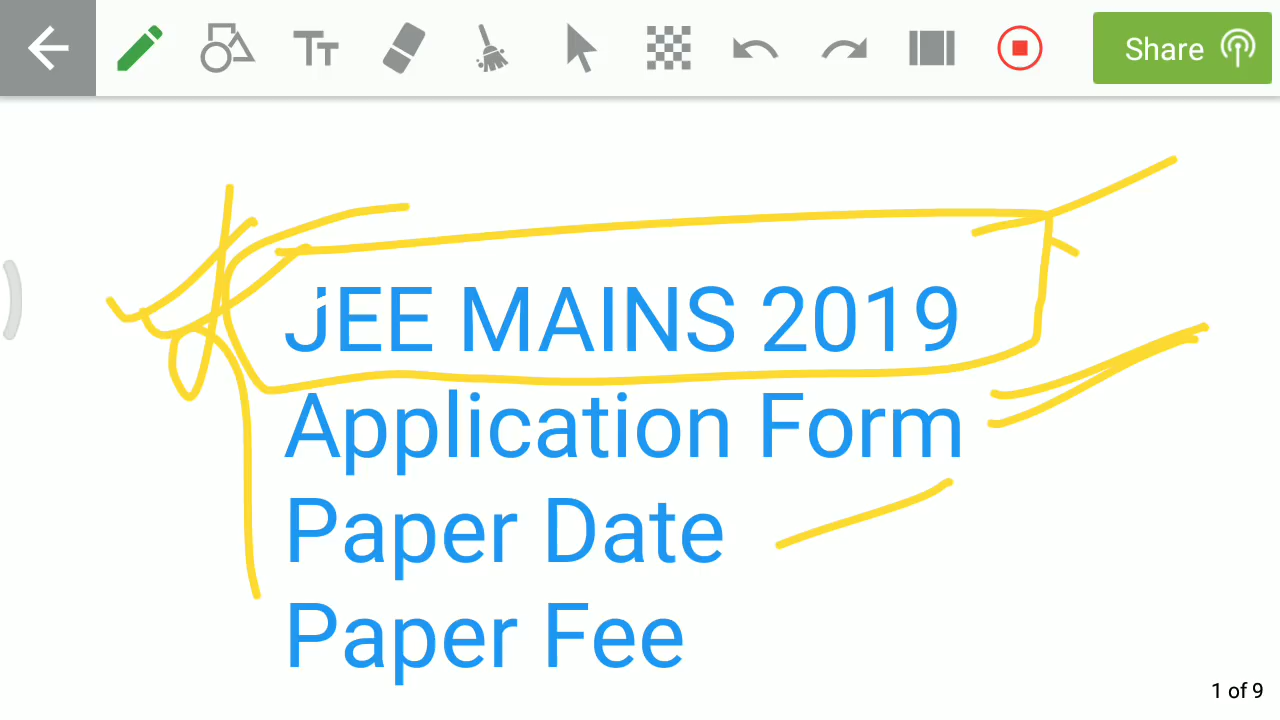 Share
JEE MAINS 2019
Application Form
Paper Date
Paper Fee
1 of 9